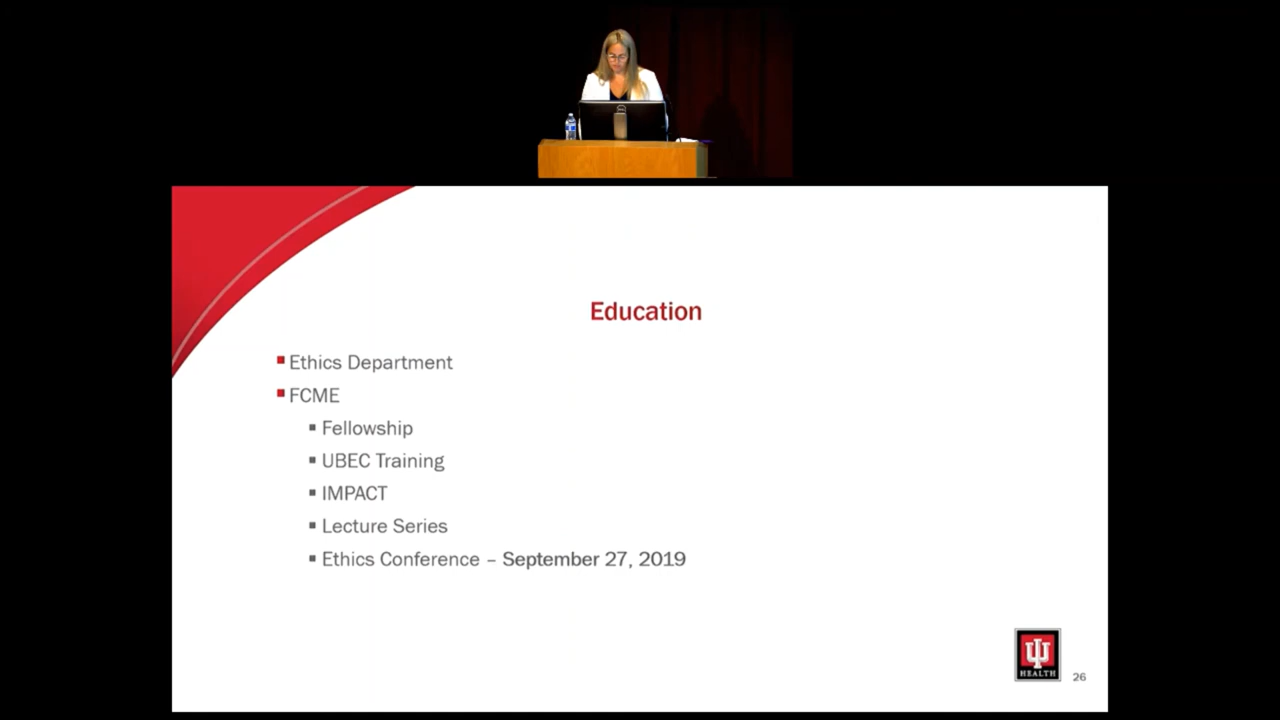 Education
Ethics Department
FCME
Fellowship
UBEC Training
IMPACT
Lecture Series
Ethics Conference – September 27, 2019
HEALTH
26